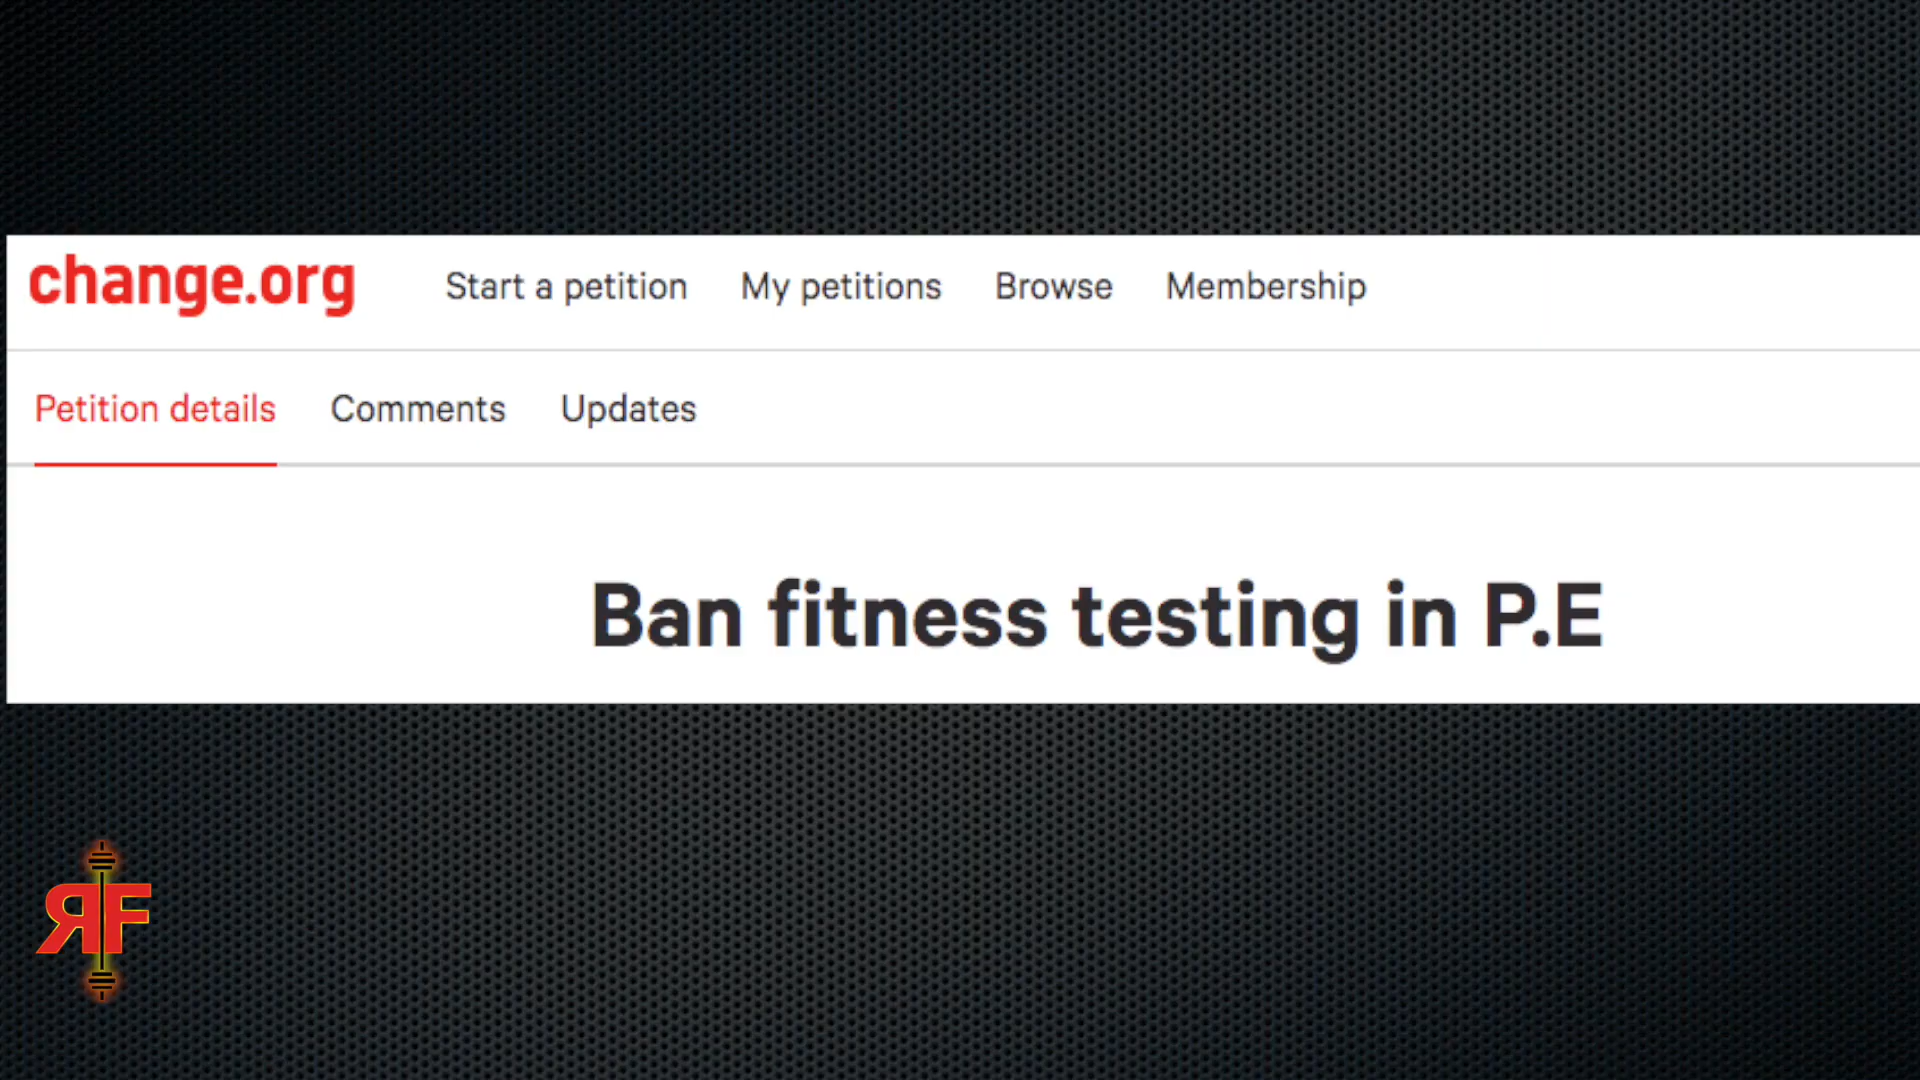 change.org Start a petition My petitions Browse Membership
Petition details Comments Updates
Ban fitness testing in P.E
RF